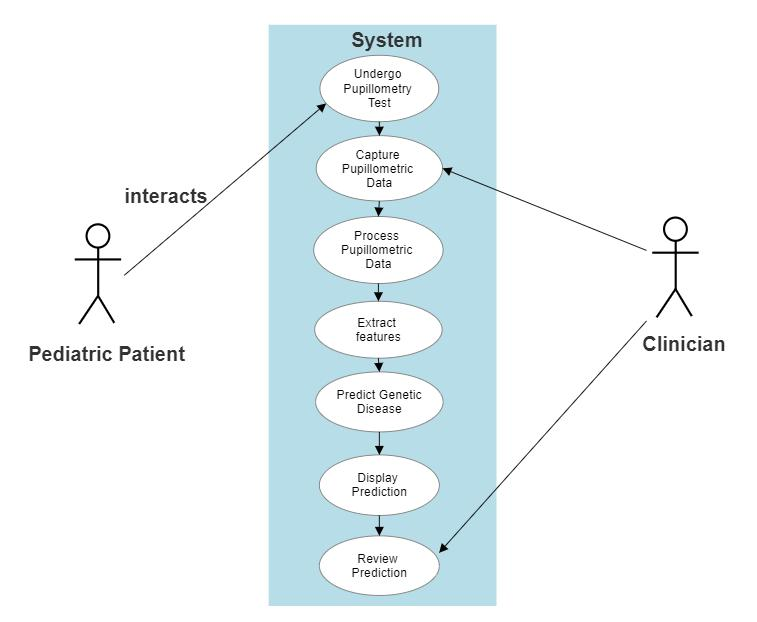 System
Undergo
Pupillometry
Test
Capture
Pupillometric
Data
interacts
Process
Pupillometric
Data
Extract
features
Pediatric Patient
Clinician
Predict Genetic
Disease
Display
Prediction
Review
Prediction